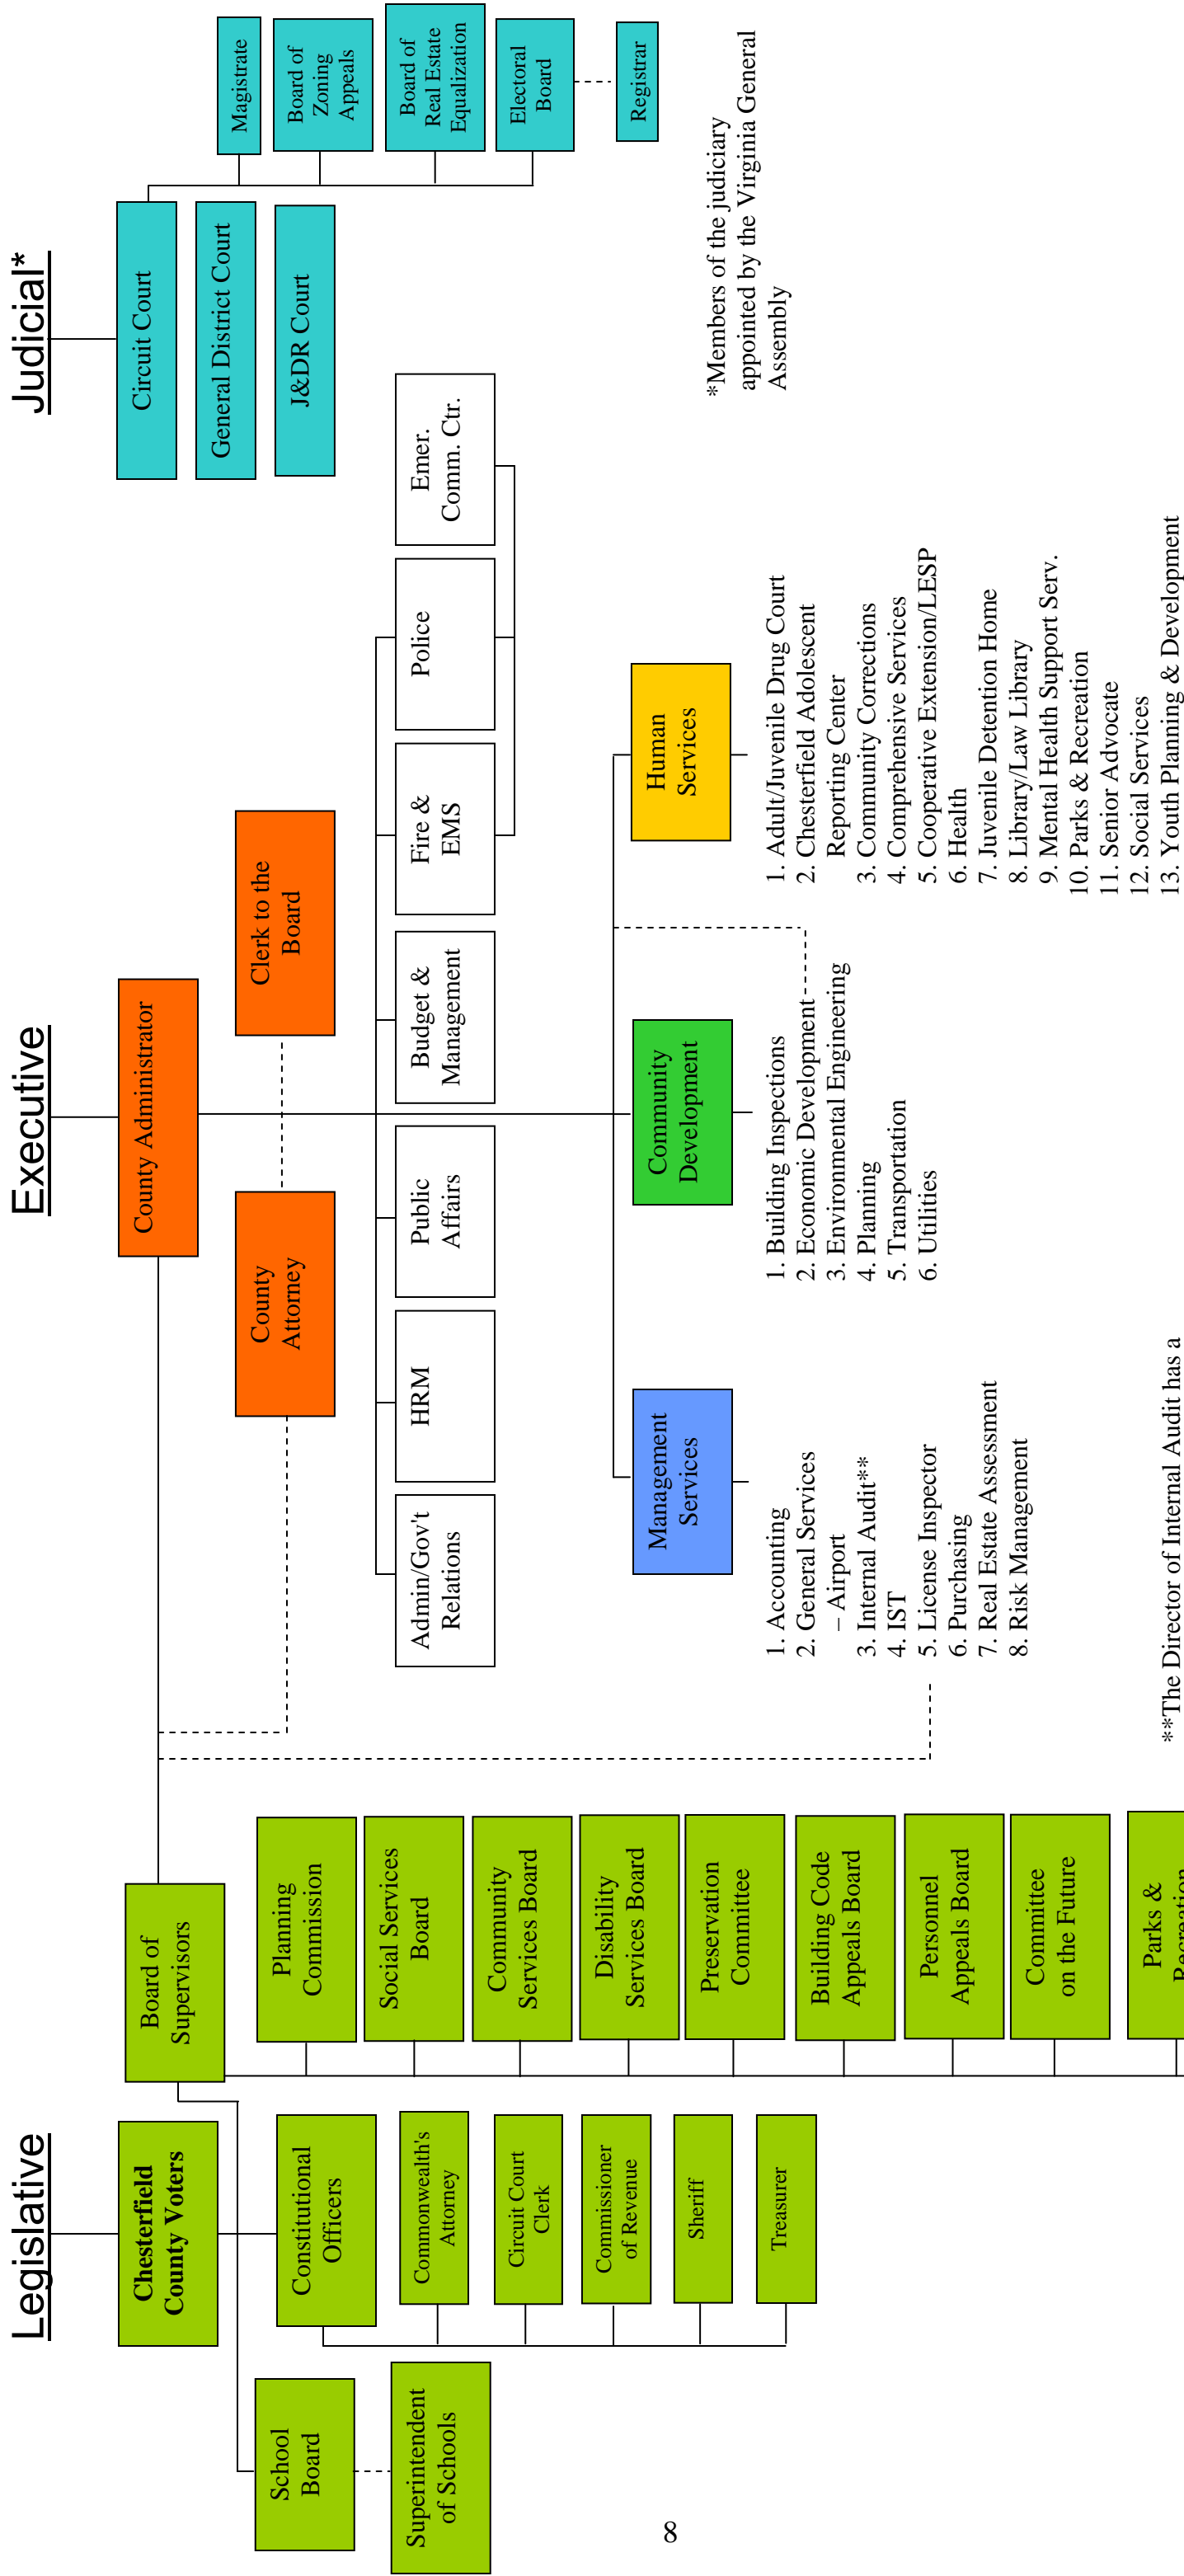 Legislative
Executive
Judicial*
Chesterfield
County Voters
Board of
Supervisors
School
Board
Superintendent
of Schools
Constitutional
Officers
Commonwealth's
Attorney
Circuit Court
Clerk
Commissioner
of Revenue
Sheriff
Treasurer
Planning
Commission
Social Services
Board
Community
Services Board
Disability
Services Board
Preservation
Committee
Building Code
Appeals Board
Personnel
Appeals Board
Committee
on the Future
Parks &
Recreation
County Administrator
County
Attorney
Clerk to the
Board
Admin/Gov't
Relations
HRM
Public
Affairs
Budget &
Management
Fire &
EMS
Police
Emer.
Comm. Ctr.
Management
Services
1. Accounting
2. General Services
– Airport
3. Internal Audit**
4. IST
5. License Inspector
6. Purchasing
7. Real Estate Assessment
8. Risk Management
Community
Development
1. Building Inspections
2. Economic Development
3. Environmental Engineering
4. Planning
5. Transportation
6. Utilities
Human
Services
1. Adult/Juvenile Drug Court
2. Chesterfield Adolescent
Reporting Center
3. Community Corrections
4. Comprehensive Services
5. Cooperative Extension/LESP
6. Health
7. Juvenile Detention Home
8. Library/Law Library
9. Mental Health Support Serv.
10. Parks & Recreation
11. Senior Advocate
12. Social Services
13. Youth Planning & Development
Circuit Court
General District Court
J&DR Court
Magistrate
Board of
Zoning
Appeals
Board of
Real Estate
Equalization
Electoral
Board
Registrar
*Members of the judiciary
appointed by the Virginia General
Assembly
**The Director of Internal Audit has a
8